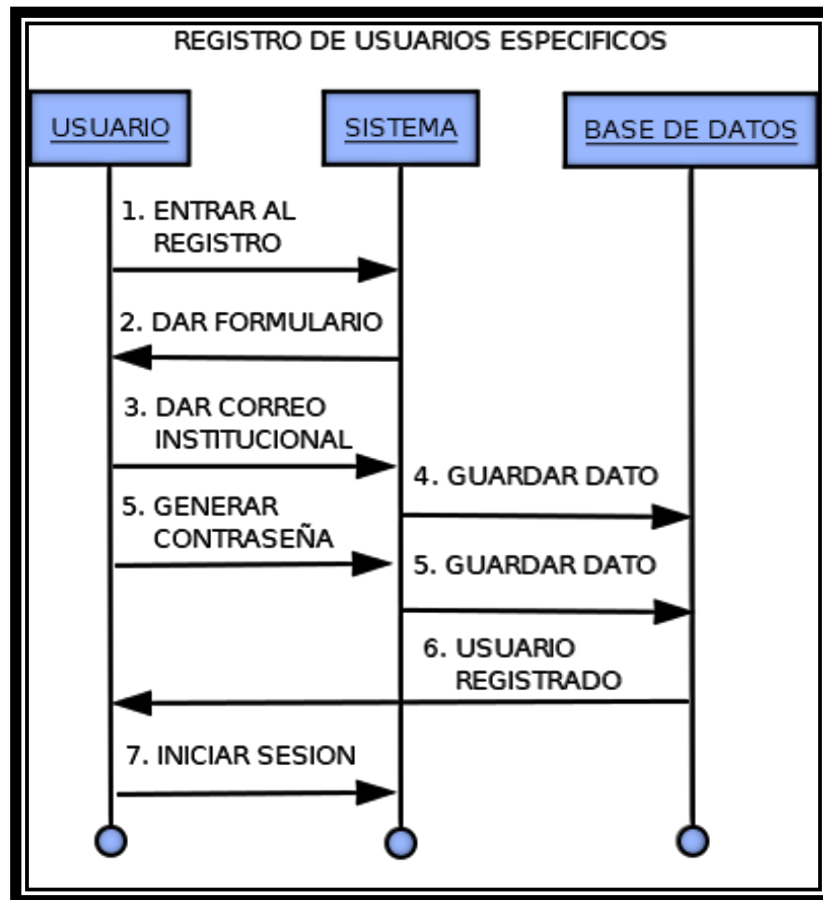 REGISTRO DE USUARIOS ESPECIFICOS
USUARIO
SISTEMA
BASE DE DATOS
1. ENTRAR AL
REGISTRO
2. DAR FORMULARIO
3. DAR CORREO
INSTITUCIONAL
4. GUARDAR DATO
5. GENERAR
CONTRASEÑA
5. GUARDAR DATO
6. USUARIO
REGISTRADO
7. INICIAR SESION